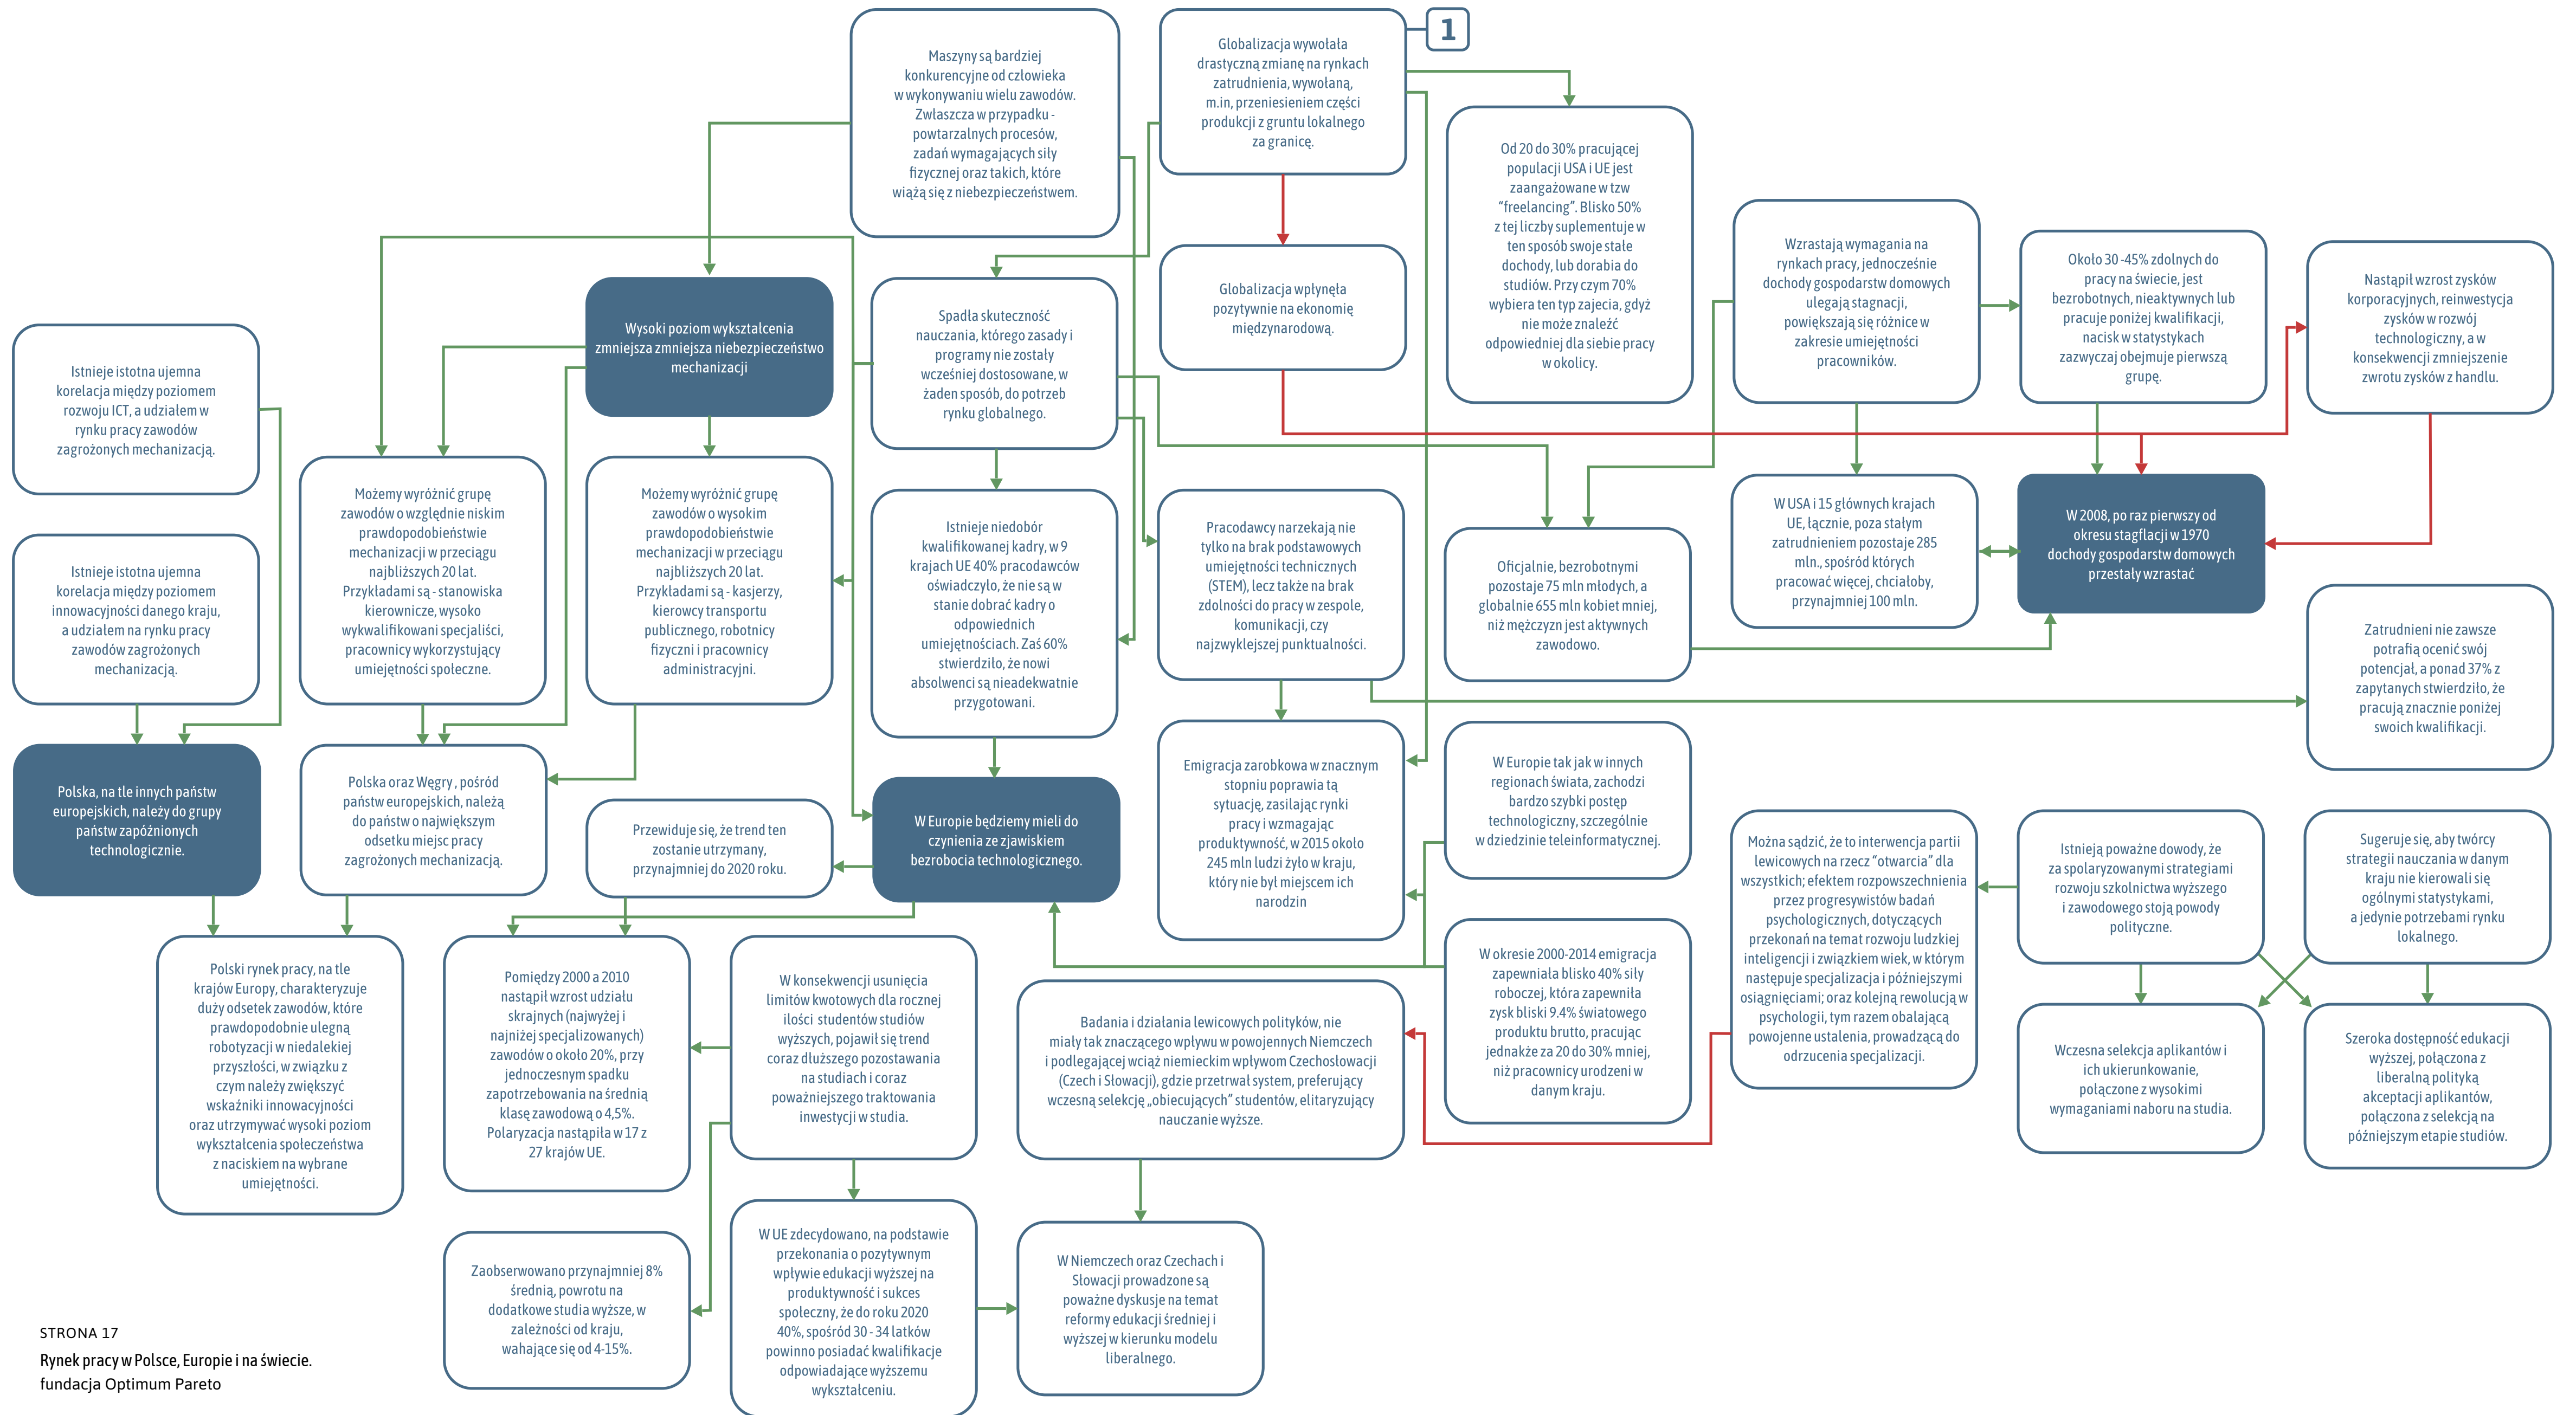 Maszyny są bardziej
konkurencyjne od człowieka
w wykonywaniu wielu zawodów.
Zwłaszcza w przypadku -
powtarzalnych procesów,
zadań wymagających siły
fizycznej oraz takich, które
wiążą się z niebezpieczeństwem.
Globalizacja wywołala
drastyczną zmianę na rynkach
zatrudnienia, wywołaną,
m.in, przeniesieniem części
produkcji z gruntu lokalnego
za granicę.
1
Od 20 do 30% pracującej
populacji USA i UE jest
zaangażowane w tzw
“freelancing”. Blisko 50%
z tej liczby suplementuje w
ten sposób swoje stałe
dochody, lub dorabia do
studiów. Przy czym 70%
wybiera ten typ zajecia, gdyż
nie może znaleźć
odpowiedniej dla siebie pracy
w okolicy.
Wzrastają wymagania na
rynkach pracy, jednocześnie
dochody gospodarstw domowych
ulegają stagnacji,
powiększają się różnice w
zakresie umiejętności
pracowników.
Około 30 -45% zdolnych do
pracy na świecie, jest
bezrobotnych, nieaktywnych lub
pracuje poniżej kwalifikacji,
nacisk w statystykach
zazwyczaj obejmuje pierwszą
grupę.
Nastąpił wzrost zysków
korporacyjnych, reinwestycja
zysków w rozwój
technologiczny, a w
konsekwencji zmniejszenie
zwrotu zysków z handlu.
Wysoki poziom wykształcenia
zmniejsza zmniejsza niebezpieczeństwo
mechanizacji
Spadła skuteczność
nauczania, którego zasady i
programy nie zostały
wcześniej dostosowane, w
żaden sposób, do potrzeb
rynku globalnego.
Globalizacja wpłynęła
pozytywnie na ekonomię
międzynarodową.
Istnieje istotna ujemna
korelacja między poziomem
rozwoju ICT, a udziałem w
rynku pracy zawodów
zagrożonych mechanizacją.
Istnieje istotna ujemna
korelacja między poziomem
innowacyjności danego kraju,
a udziałem na rynku pracy
zawodów zagrożonych
mechanizacją.
Możemy wyróżnić grupę
zawodów o względnie niskim
prawdopodobieństwie
mechanizacji w przeciągu
najbliższych 20 lat.
Przykładami są - stanowiska
kierownicze, wysoko
wykwalifikowani specjaliści,
pracownicy wykorzystujący
umiejętności społeczne.
Możemy wyróżnić grupę
zawodów o wysokim
prawdopodobieństwie
mechanizacji w przeciągu
najbliższych 20 lat.
Przykładami są - kasjerzy,
kierowcy transportu
publicznego, robotnicy
fizyczni i pracownicy
administracyjni.
Istnieje niedobór
kwalifikowanej kadry, w 9
krajach UE 40% pracodawców
oświadczyło, że nie są w
stanie dobrać kadry o
odpowiednich
umiejętnościach. Zaś 60%
stwierdziło, że nowi
absolwenci są nieadekwatnie
przygotowani.
Pracodawcy narzekają nie
tylko na brak podstawowych
umiejętności technicznych
(STEM), lecz także na brak
zdolności do pracy w zespole,
komunikacji, czy
najzwyklejszej punktualności.
Oficjalnie, bezrobotnymi
pozostaje 75 mln młodych, a
globalnie 655 mln kobiet mniej,
niż mężczyzn jest aktywnych
zawodowo.
W USA i 15 głównych krajach
UE, łącznie, poza stałym
zatrudnieniem pozostaje 285
mln., spośród których
pracować więcej, chciałoby,
przynajmniej 100 mln.
W 2008, po raz pierwszy od
okresu stagflacji w 1970
dochody gospodarstw domowych
przestały wzrastać
Zatrudnieni nie zawsze
potrafią ocenić swój
potencjał, a ponad 37% z
zapytanych stwierdziło, że
pracują znacznie poniżej
swoich kwalifikacji.
Polska, na tle innych państw
europejskich, należy do grupy
państw zapóźnionych
technologicznie.
Polska oraz Węgry , pośród
państw europejskich, należą
do państw o największym
odsetku miejsc pracy
zagrożonych mechanizacją.
Przewiduje się, że trend ten
zostanie utrzymany,
przynajmniej do 2020 roku.
W Europie będziemy mieli do
czynienia ze zjawiskiem
bezrobocia technologicznego.
Emigracja zarobkowa w znacznym
stopniu poprawia tą
sytuację, zasilając rynki
pracy i wzmagając
produktywność, w 2015 około
245 mln ludzi żyło w kraju,
który nie był miejscem ich
narodzin
W Europie tak jak w innych
regionach świata, zachodzi
bardzo szybki postęp
technologiczny, szczególnie
w dziedzinie teleinformatycznej.
W okresie 2000-2014 emigracja
zapewniała blisko 40% siły
roboczej, która zapewniła
zysk bliski 9.4% światowego
produktu brutto, pracując
jednakże za 20 do 30% mniej,
niż pracownicy urodzeni w
danym kraju.
Można sądzić, że to interwencja partii
lewicowych na rzecz “otwarcia” dla
wszystkich; efektem rozpowszechnienia
przez progresywistów badań
psychologicznych, dotyczących
przekonań na temat rozwoju ludzkiej
inteligencji i związkiem wiek, w którym
następuje specjalizacja i późniejszymi
osiągnięciami; oraz kolejną rewolucją w
psychologii, tym razem obalającą
powojenne ustalenia, prowadzącą do
odrzucenia specjalizacji.
Istnieją poważne dowody, że
za spolaryzowanymi strategiami
rozwoju szkolnictwa wyższego
i zawodowego stoją powody
polityczne.
Sugeruje się, aby twórcy
strategii nauczania w danym
kraju nie kierowali się
ogólnymi statystykami,
a jedynie potrzebami rynku
lokalnego.
Polski rynek pracy, na tle
krajów Europy, charakteryzuje
duży odsetek zawodów, które
prawdopodobnie ulegną
robotyzacji w niedalekiej
przyszłości, w związku z
czym należy zwiększyć
wskaźniki innowacyjności
oraz utrzymywać wysoki poziom
wykształcenia społeczeństwa
z naciskiem na wybrane
umiejętności.
Pomiędzy 2000 a 2010
nastąpił wzrost udziału
skrajnych (najwyżej i
najniżej specjalizowanych)
zawodów o około 20%, przy
jednoczesnym spadku
zapotrzebowania na średnią
klasę zawodową o 4,5%.
Polaryzacja nastąpiła w 17 z
27 krajów UE.
W konsekwencji usunięcia
limitów kwotowych dla rocznej
ilości studentów studiów
wyższych, pojawił się trend
coraz dłuższego pozostawania
na studiach i coraz
poważniejszego traktowania
inwestycji w studia.
Badania i działania lewicowych polityków, nie
miały tak znaczącego wpływu w powojennych Niemczech
i podlegającej wciąż niemieckim wpływom Czechosłowacji
(Czech i Słowacji), gdzie przetrwał system, preferujący
wczesną selekcję „obiecujących” studentów, elitaryzujący
nauczanie wyższe.
Wczesna selekcja aplikantów i
ich ukierunkowanie,
połączone z wysokimi
wymaganiami naboru na studia.
Szeroka dostępność edukacji
wyższej, połączona z
liberalną polityką
akceptacji aplikantów,
połączona z selekcją na
późniejszym etapie studiów.
Zaobserwowano przynajmniej 8%
średnią, powrotu na
dodatkowe studia wyższe, w
zależności od kraju,
wahające się od 4-15%.
W UE zdecydowano, na podstawie
przekonania o pozytywnym
wpływie edukacji wyższej na
produktywność i sukces
społeczny, że do roku 2020
40%, spośród 30 - 34 latków
powinno posiadać kwalifikacje
odpowiadające wyższemu
wykształceniu.
W Niemczech oraz Czechach i
Słowacji prowadzone są
poważne dyskusje na temat
reformy edukacji średniej i
wyższej w kierunku modelu
liberalnego.
STRONA 17
Rynek pracy w Polsce, Europie i na świecie.
fundacja Optimum Pareto